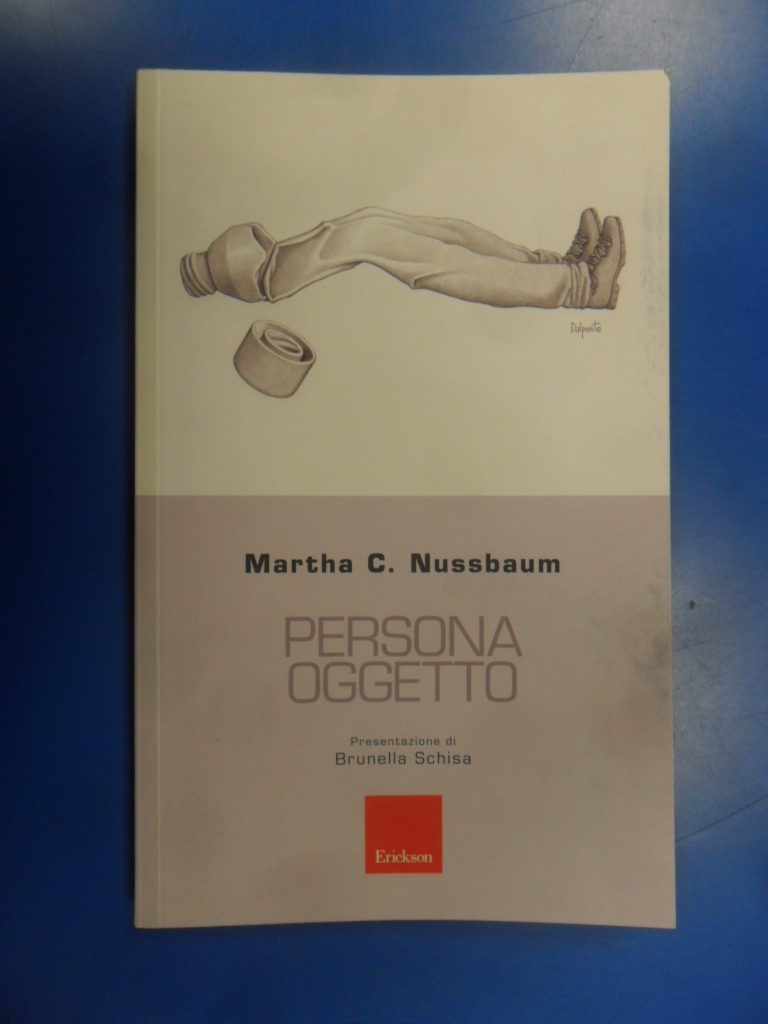 Dalponte
Martha C. Nussbaum
PERSONA
OGGETTO
Presentazione di
Brunella Schisa
Erickson